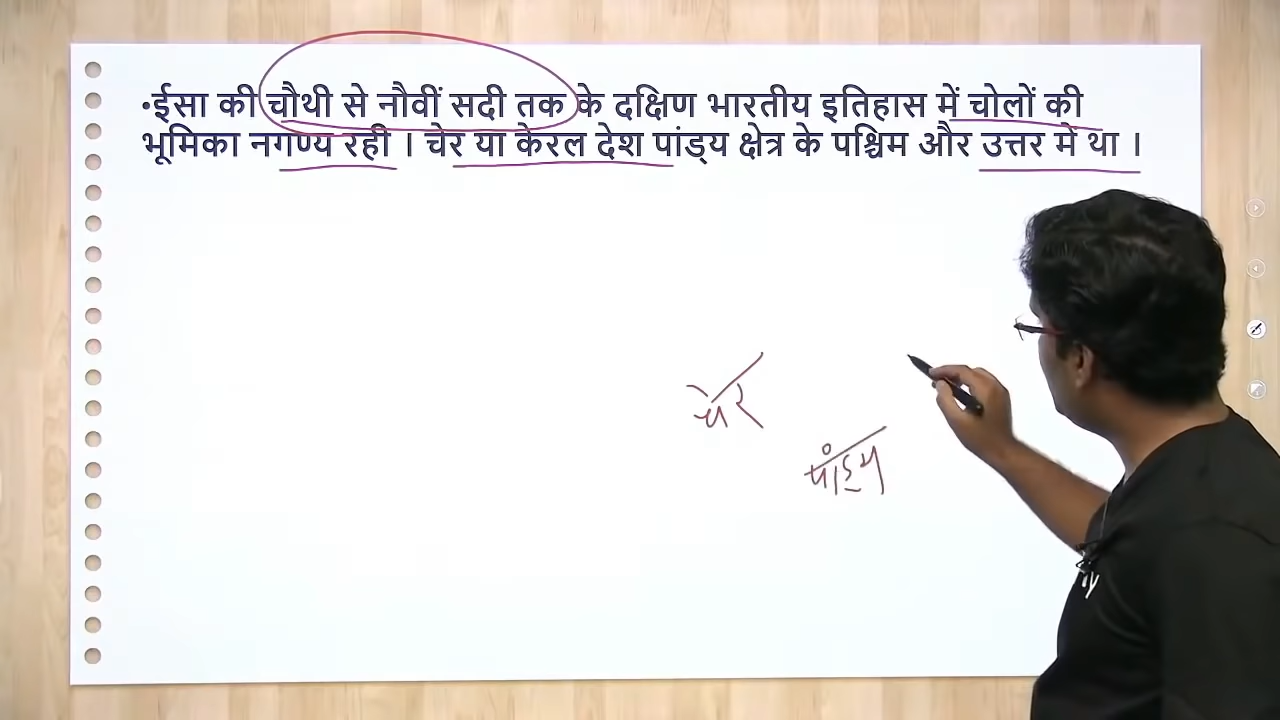 •ईसा की चौथी से नौवीं सदी तक के दक्षिण भारतीय इतिहास में चोलों की
भूमिका नगण्य रही । चेर या केरल देश पांड्य क्षेत्र के पश्चिम और उत्तर में था ।
चेर
पांड्य
y